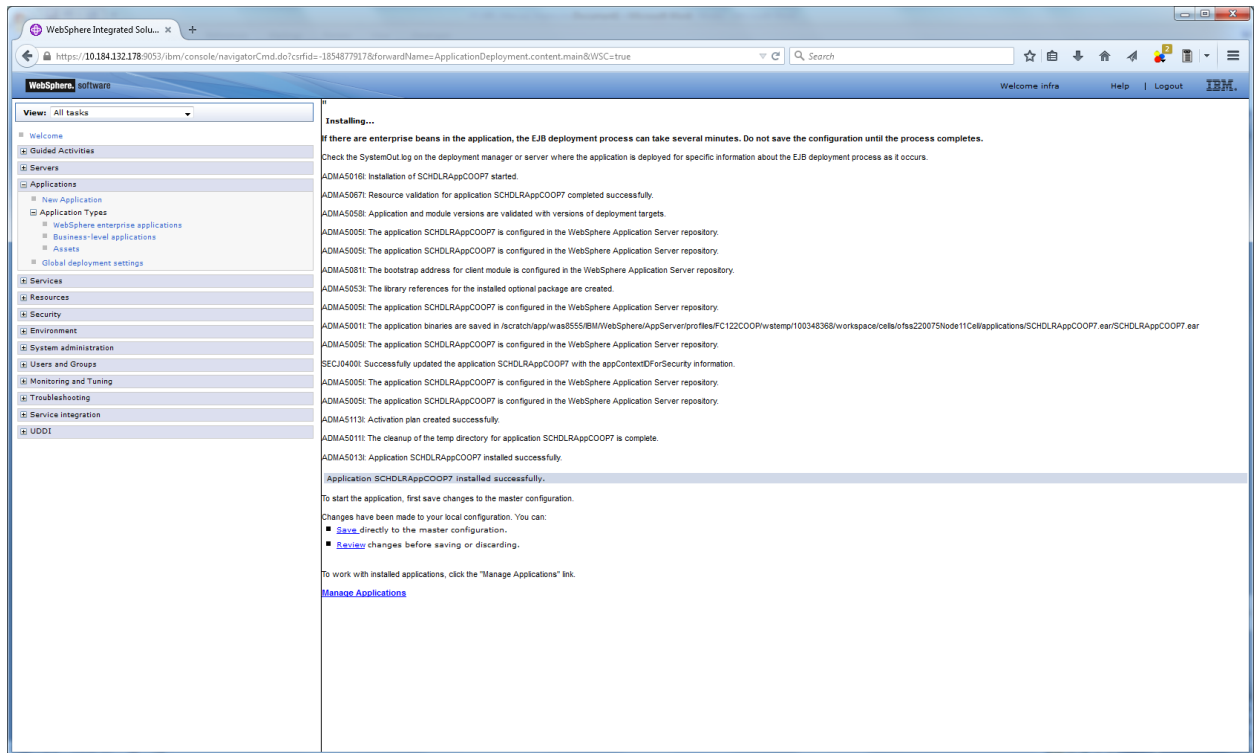 WebSphere Integrated Solu... × +
https://10.184.132.178:9053/ibm/console/navigatorCmd.do?csrfid=-1854877917&forwardName=ApplicationDeployment.content.main&WSC=true
Search
2
WebSphere. software
Welcome infra
Help | Logout
IBM.
View: All tasks
Welcome
Guided Activities
Servers
Applications
New Application
Application Types
WebSphere enterprise applications
Business-level applications
Assets
Global deployment settings
Services
Resources
Security
Environment
System administration
Users and Groups
Monitoring and Tuning
Troubleshooting
Service integration
UDDI
"
Installing...
If there are enterprise beans in the application, the EJB deployment process can take several minutes. Do not save the configuration until the process completes.
Check the SystemOut.log on the deployment manager or server where the application is deployed for specific information about the EJB deployment process as it occurs.
ADMA5016I: Installation of SCHDLRAppCOOP7 started.
ADMA5067I: Resource validation for application SCHDLRAppCOOP7 completed successfully.
ADMA5058I: Application and module versions are validated with versions of deployment targets.
ADMA5005I: The application SCHDLRAppCOOP7 is configured in the WebSphere Application Server repository.
ADMA5005I: The application SCHDLRAppCOOP7 is configured in the WebSphere Application Server repository.
ADMA5081I: The bootstrap address for client module is configured in the WebSphere Application Server repository.
ADMA5053I: The library references for the installed optional package are created.
ADMA5005I: The application SCHDLRAppCOOP7 is configured in the WebSphere Application Server repository.
ADMA5001I: The application binaries are saved in /scratch/app/was8555/IBM/WebSphere/AppServer/profiles/FC122COOP/wstemp/100348368/workspace/cells/ofss220075Node11Cell/applications/SCHDLRAppCOOP7.ear/SCHDLRAppCOOP7.ear
ADMA5005I: The application SCHDLRAppCOOP7 is configured in the WebSphere Application Server repository.
SECJ0400I: Successfully updated the application SCHDLRAppCOOP7 with the appContextIDForSecurity information.
ADMA5005I: The application SCHDLRAppCOOP7 is configured in the WebSphere Application Server repository.
ADMA5005I: The application SCHDLRAppCOOP7 is configured in the WebSphere Application Server repository.
ADMA5113I: Activation plan created successfully.
ADMA5011I: The cleanup of the temp directory for application SCHDLRAppCOOP7 is complete.
ADMA5013I: Application SCHDLRAppCOOP7 installed successfully.
Application SCHDLRAppCOOP7 installed successfully.
To start the application, first save changes to the master configuration.
Changes have been made to your local configuration. You can:
Save directly to the master configuration.
Review changes before saving or discarding.
To work with installed applications, click the "Manage Applications" link.
Manage Applications